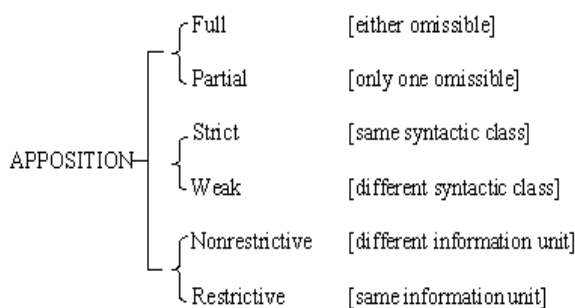 Full [either omissible]
Partial [only one omissible]
Strict [same syntactic class]
APPOSITION
Weak [different syntactic class]
Nonrestrictive [different information unit]
Restrictive [same information unit]